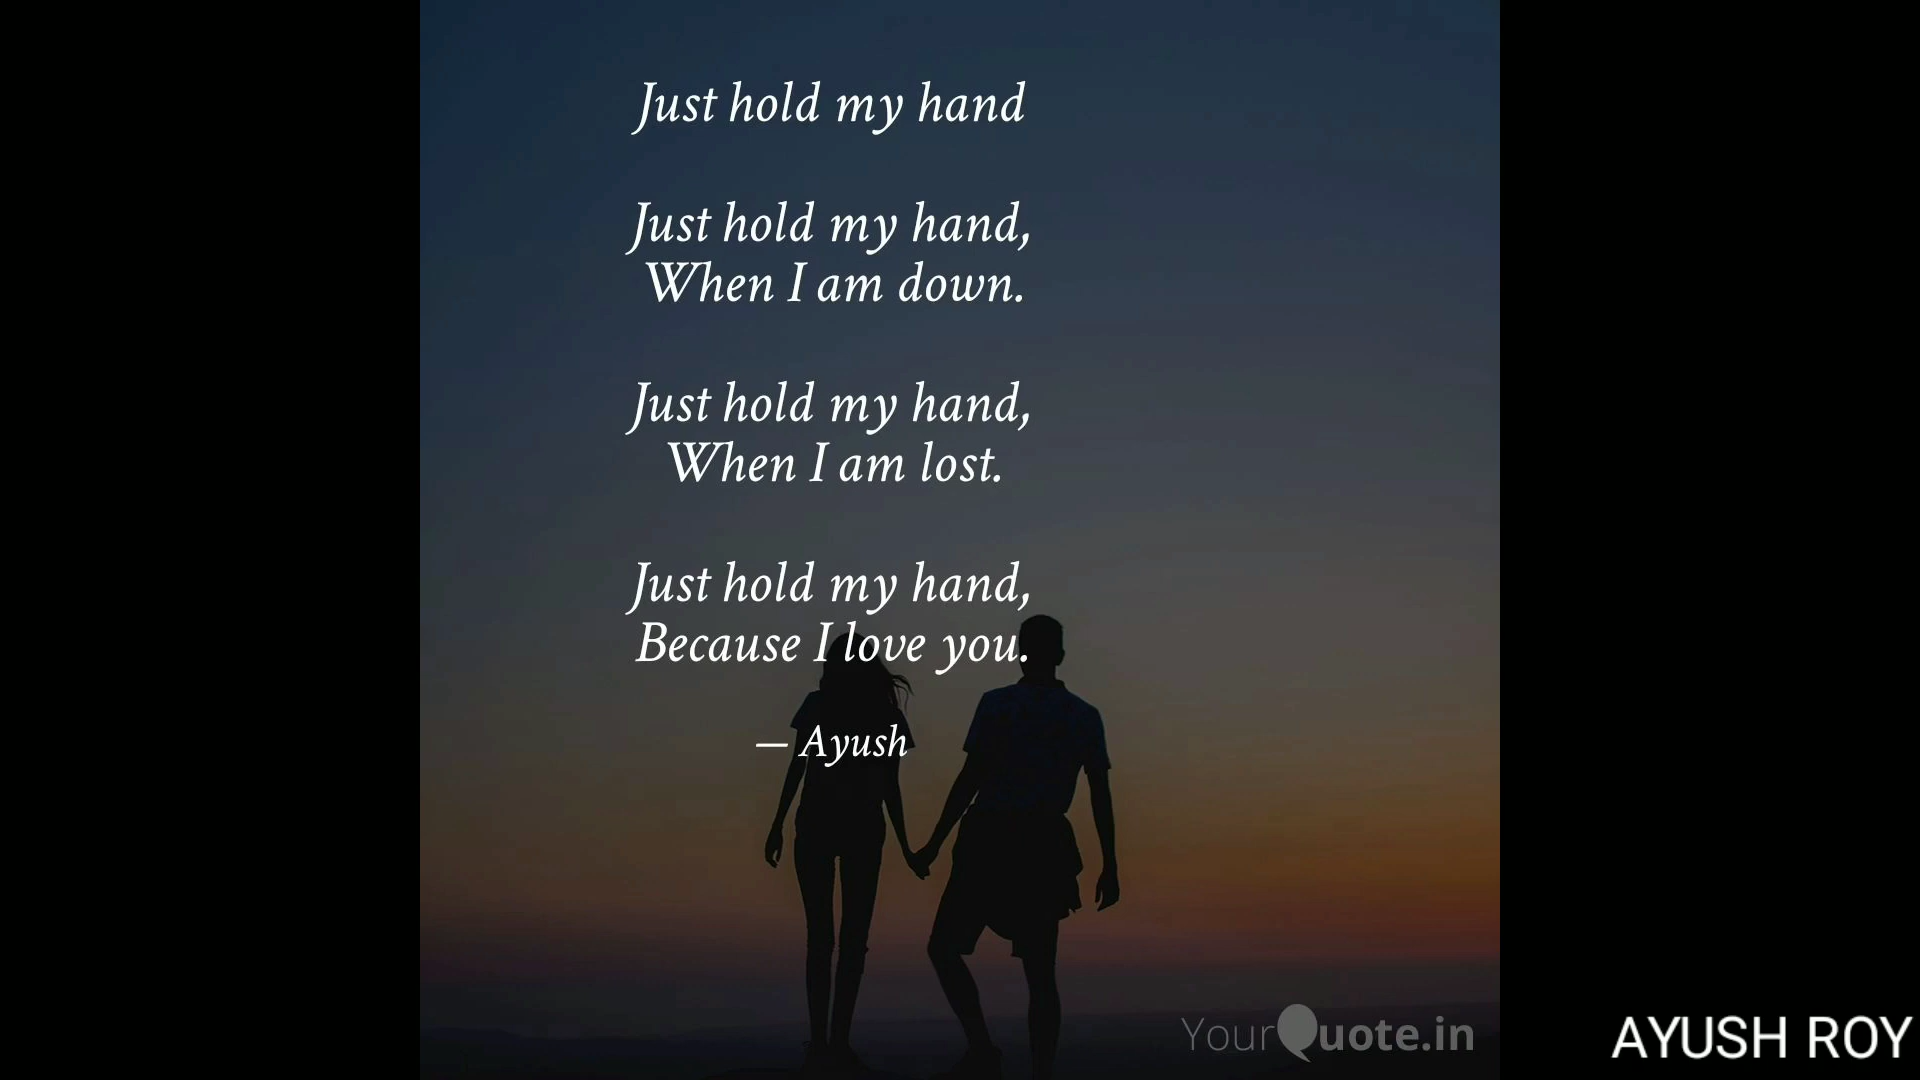 Just hold my hand
Just hold my hand,
When I am down.
Just hold my hand,
When I am lost.
Just hold my hand,
Because I love you.
— Ayush
YourQuote.in
AYUSH ROY